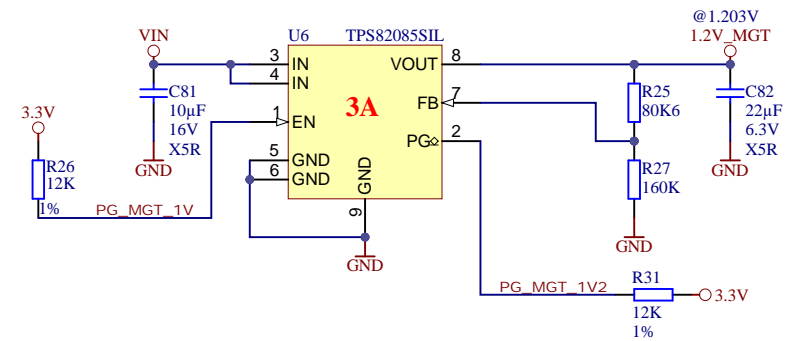 @1.203V
VIN
U6
TPS82085SIL
1.2V_MGT
3
IN
VOUT
8
4
IN
C81
10µF
16V
X5R
R25
80K6
C82
22µF
6.3V
X5R
3A
FB
7
3.3V
1
EN
PG
2
GND
5
GND
6
GND
GND
9
R26
12K
1%
PG_MGT_1V
R27
160K
GND
GND
GND
R31
PG_MGT_1V2
3.3V
12K
1%